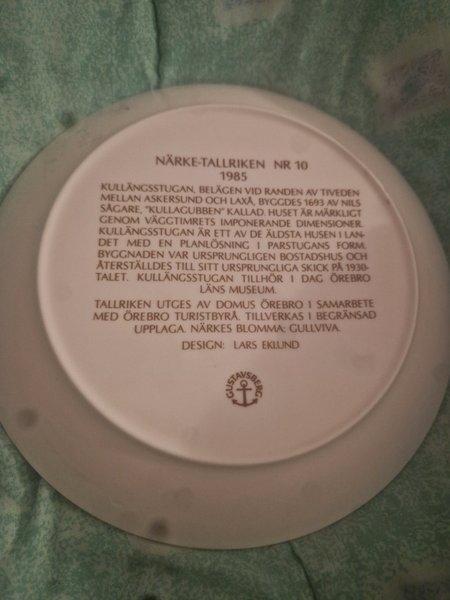 NÄRKE-TALLRIKEN NR 10
1985
KULLÄNGSSTUGAN, BELÄGEN VID RANDEN AV TIVEDEN
MELLAN ASKERSUND OCH LAXÅ, BYGGDES 1693 AV NILS
SÅGARE, "KULLAGUBBEN" KALLAD. HUSET ÄR MÄRKLIGT
GENOM VÄGGTIMRETS IMPONERANDE DIMENSIONER.
KULLÄNGSSTUGAN ÄR ETT AV DE ÄLDSTA HUSEN I LAN-
DET MED EN PLANLÖSNING I PARSTUGANS FORM.
BYGGNADEN VAR URSPRUNGLIGEN BOSTADSHUS OCH
ÅTERSTÄLLDES TILL SITT URSPRUNGLIGA SKICK PÅ 1930-
TALET. KULLÄNGSSTUGAN TILLHÖR I DAG ÖREBRO
LÄNS MUSEUM.
TALLRIKEN UTGES AV DOMUS ÖREBRO I SAMARBETE
MED ÖREBRO TURISTBYRÅ. TILLVERKAS I BEGRÄNSAD
UPPLAGA. NÄRKES BLOMMA: GULLVIVA.
DESIGN: LARS EKLUND
GUSTAVSBERG